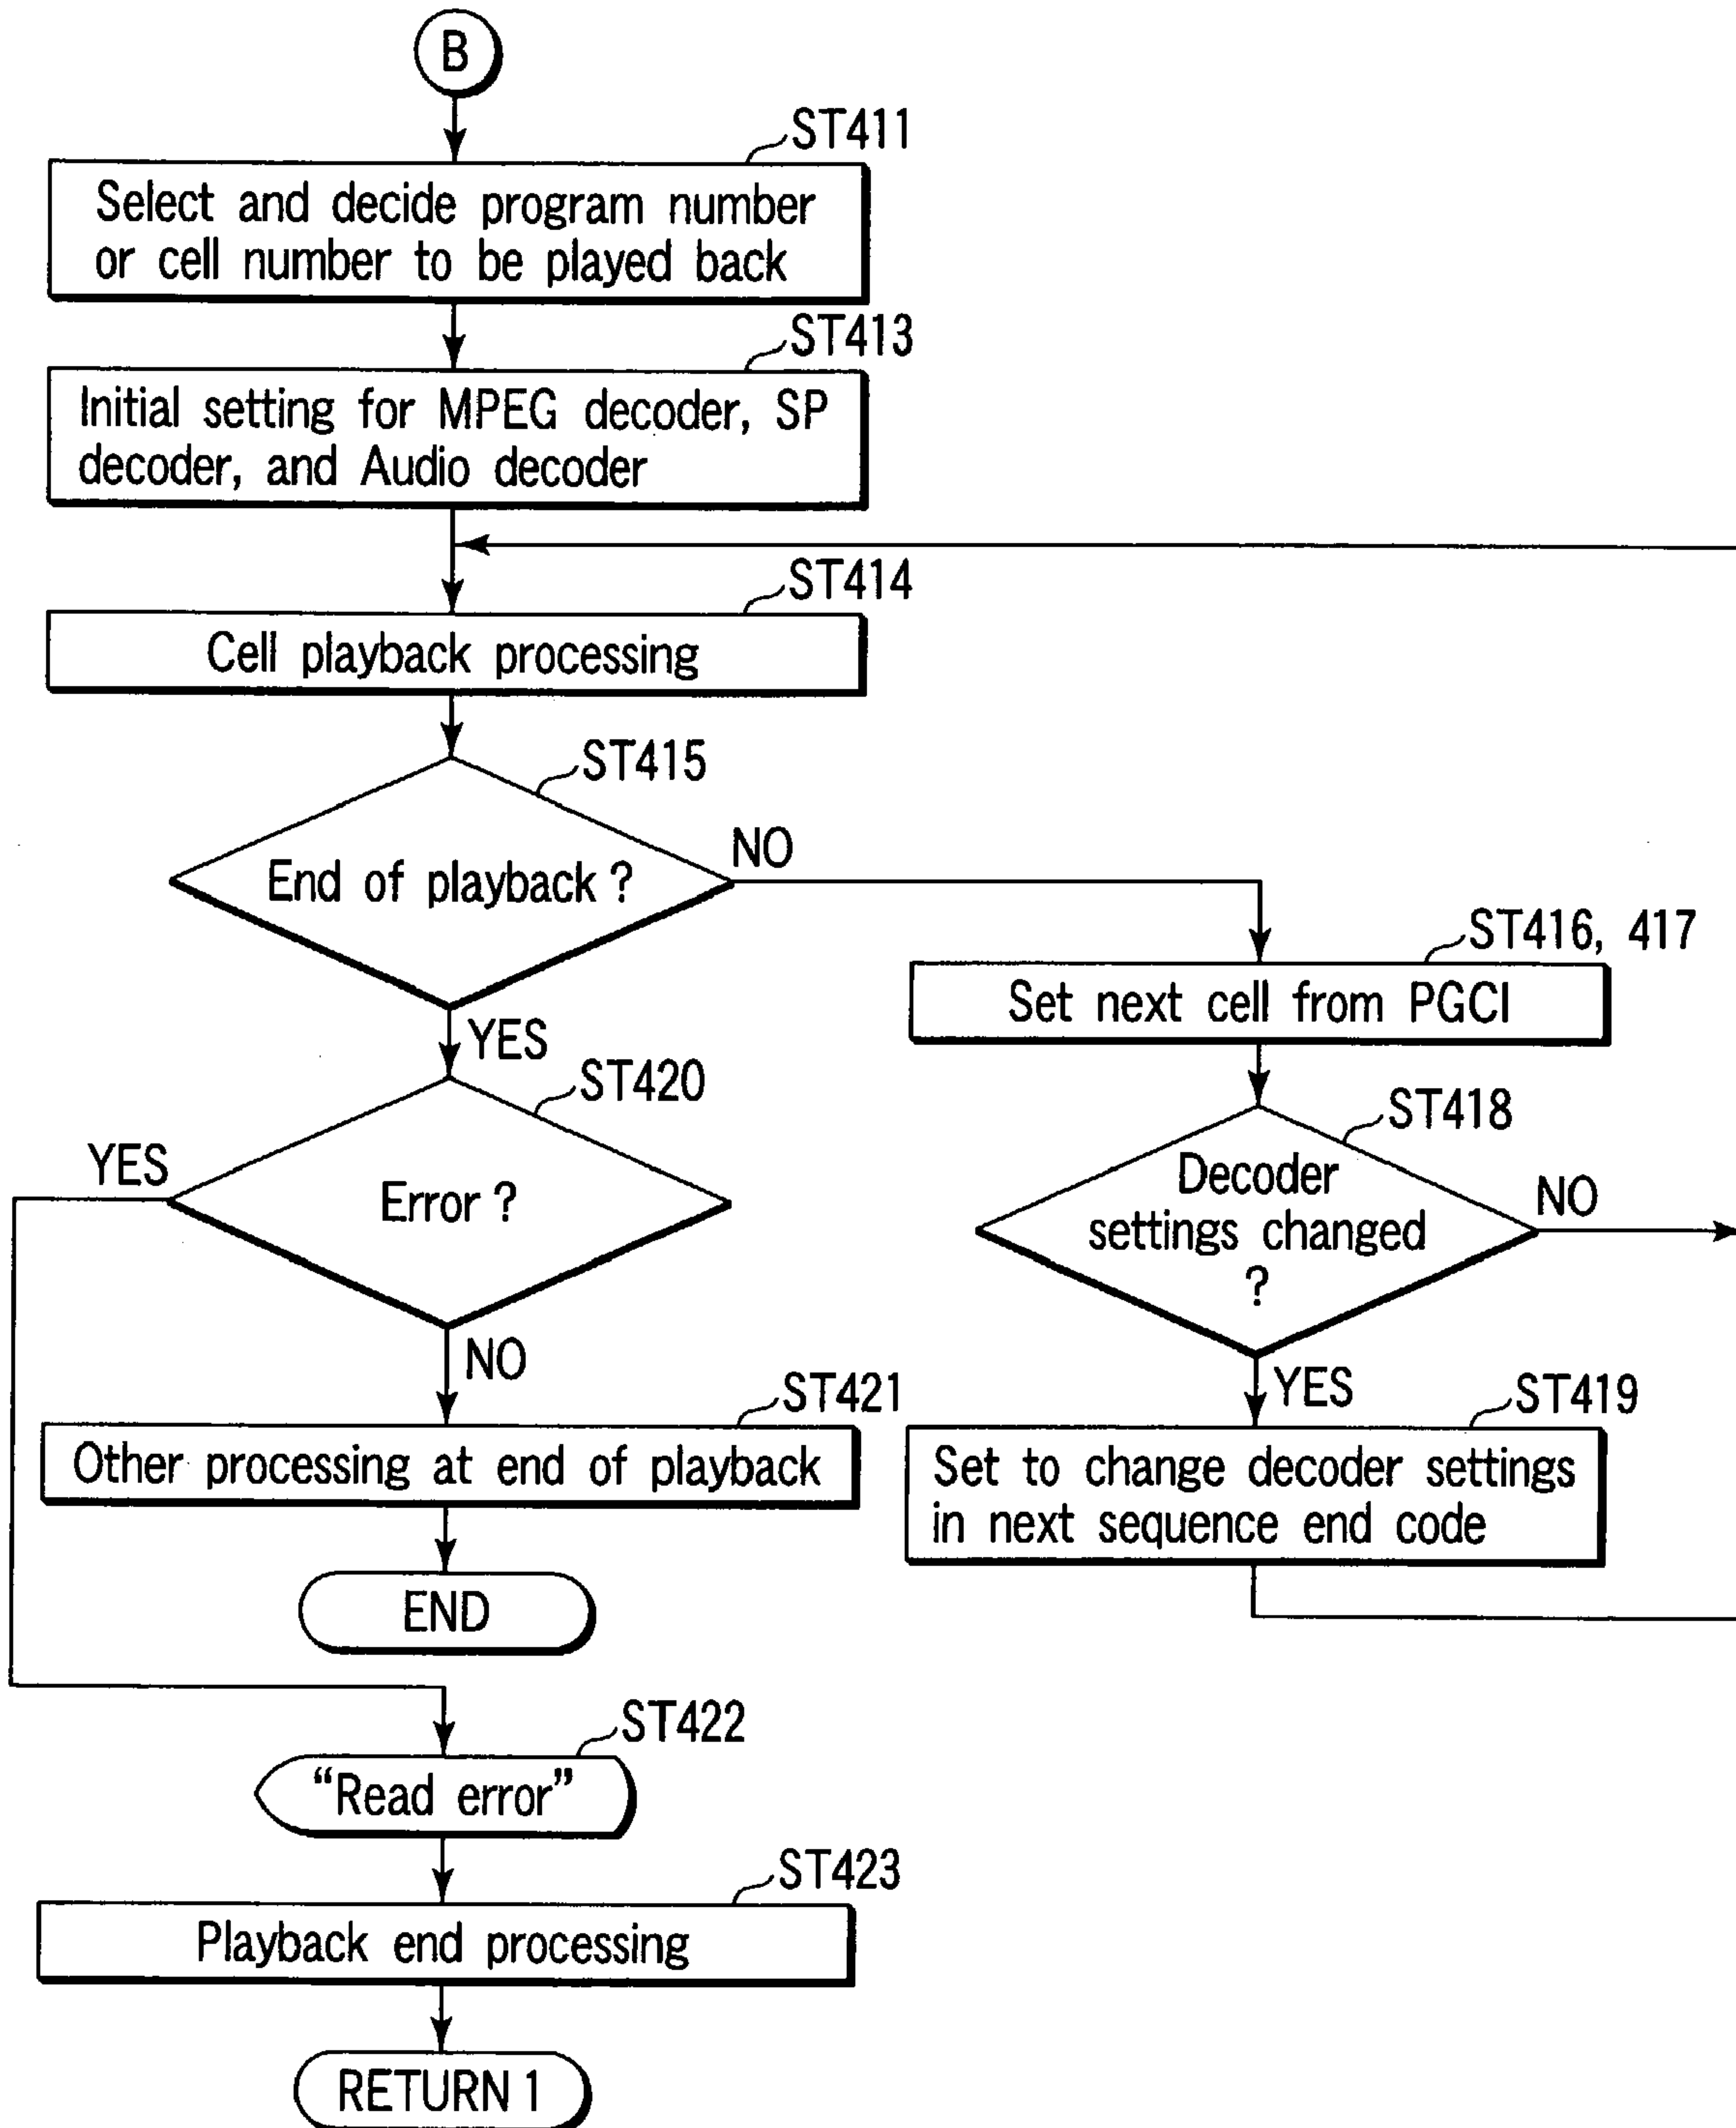 B
ST411
Select and decide program number
or cell number to be played back
ST413
Initial setting for MPEG decoder, SP
decoder, and Audio decoder
ST414
Cell playback processing
ST415
End of playback ?
NO
YES
ST416, 417
Set next cell from PGCI
ST418
Decoder
settings changed
?
NO
YES
ST419
Set to change decoder settings
in next sequence end code
ST420
Error ?
YES
NO
ST421
Other processing at end of playback
END
ST422
“Read error”
ST423
Playback end processing
RETURN 1